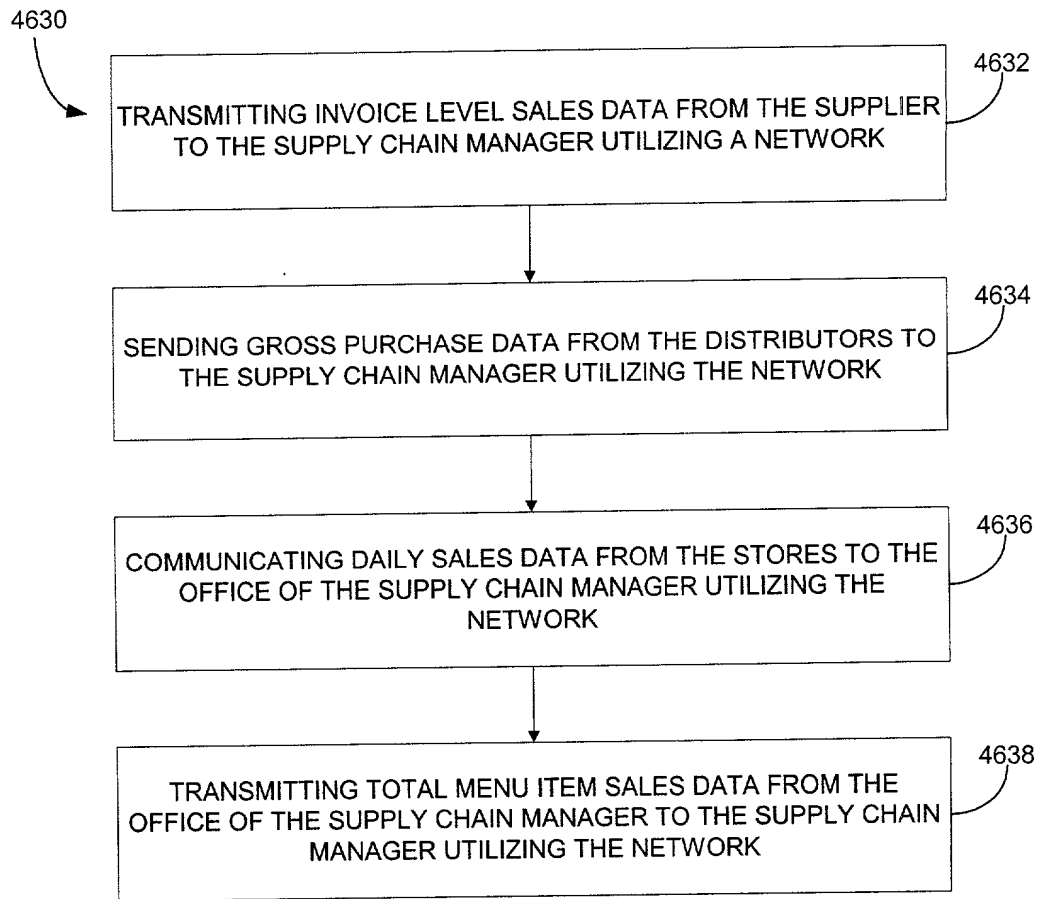 4630
4632
TRANSMITTING INVOICE LEVEL SALES DATA FROM THE SUPPLIER
TO THE SUPPLY CHAIN MANAGER UTILIZING A NETWORK
4634
SENDING GROSS PURCHASE DATA FROM THE DISTRIBUTORS TO
THE SUPPLY CHAIN MANAGER UTILIZING THE NETWORK
4636
COMMUNICATING DAILY SALES DATA FROM THE STORES TO THE
OFFICE OF THE SUPPLY CHAIN MANAGER UTILIZING THE
NETWORK
4638
TRANSMITTING TOTAL MENU ITEM SALES DATA FROM THE
OFFICE OF THE SUPPLY CHAIN MANAGER TO THE SUPPLY CHAIN
MANAGER UTILIZING THE NETWORK